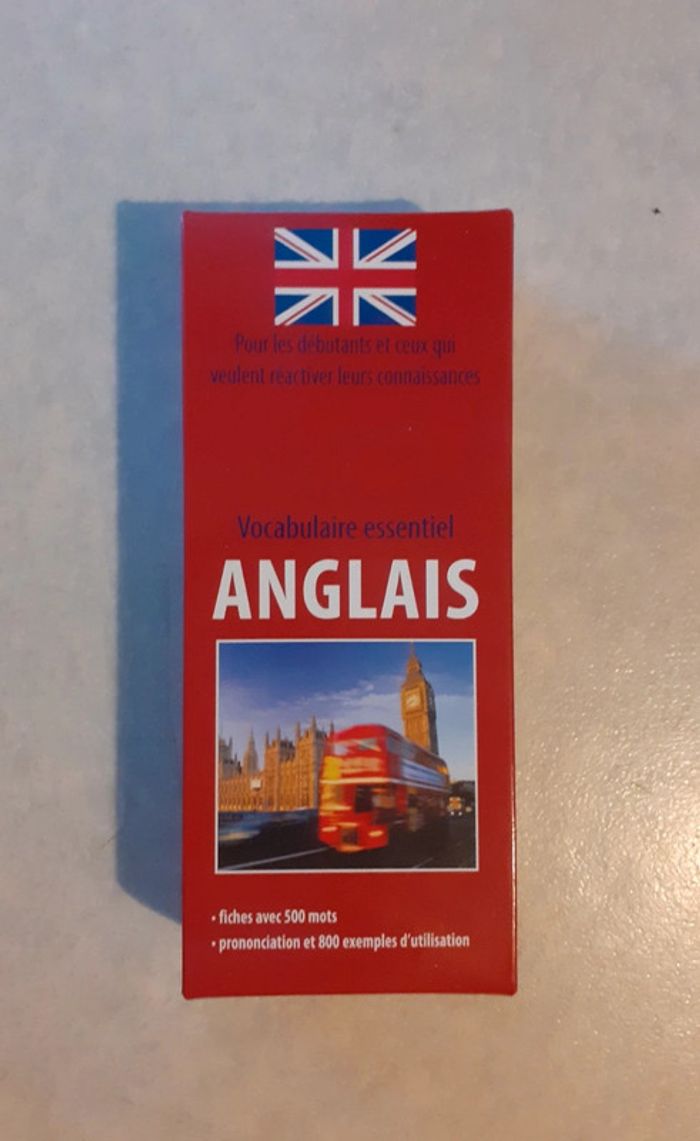 Pour les débutants et ceux qui
veulent réactiver leurs connaissances
Vocabulaire essentiel
ANGLAIS
• fiches avec 500 mots
• prononciation et 800 exemples d'utilisation